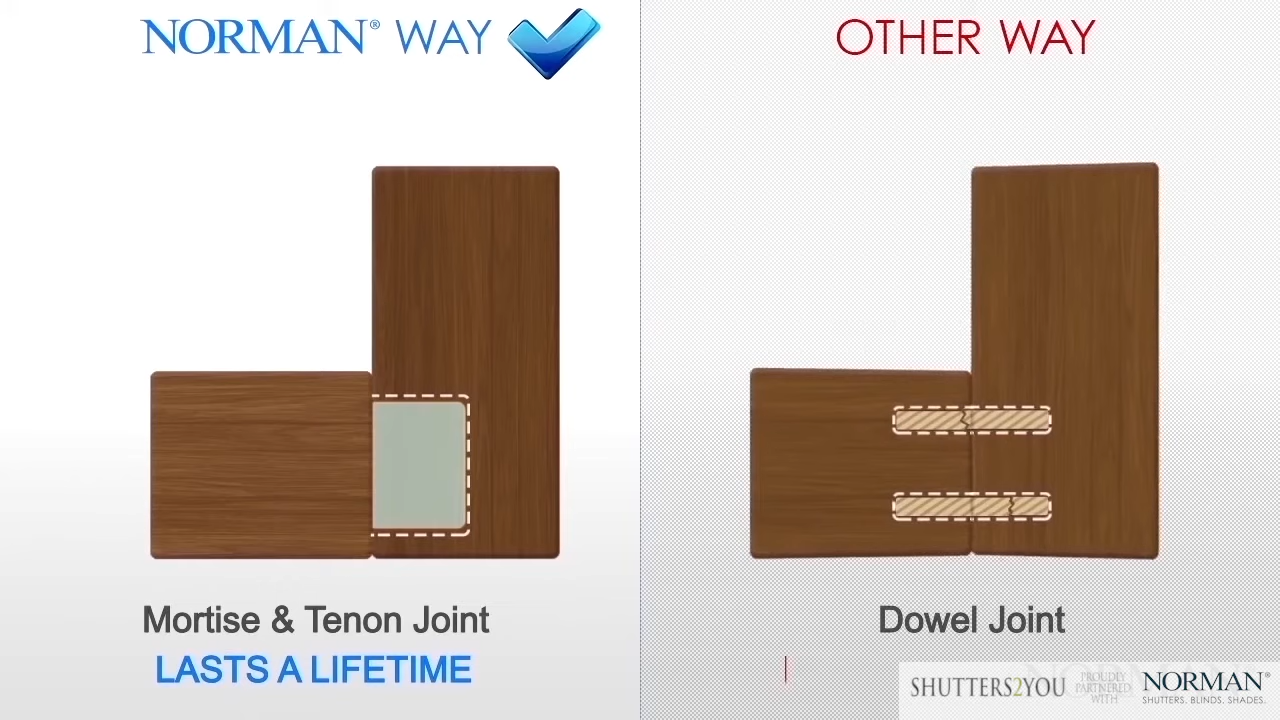 NORMAN® WAY
OTHER WAY
Mortise & Tenon Joint
LASTS A LIFETIME
Dowel Joint
SHUTTERS2YOU
PROUDLY
PARTNERED
WITH
NORMAN®
SHUTTERS. BLINDS. SHADES.